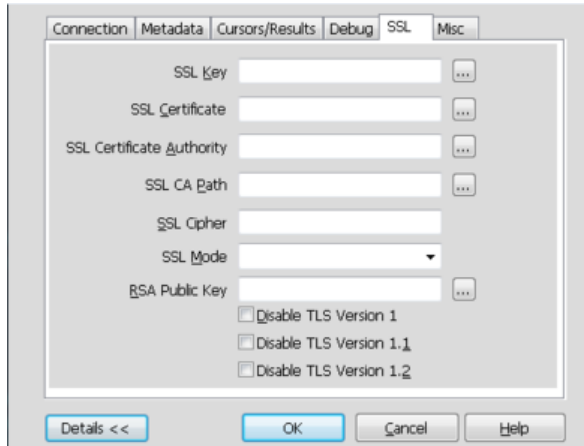 Connection Metadata Cursors/Results Debug SSL Misc
SSL Key ...
SSL Certificate ...
SSL Certificate Authority ...
SSL CA Path ...
SSL Cipher
SSL Mode
RSA Public Key ...
Disable TLS Version 1
Disable TLS Version 1.1
Disable TLS Version 1.2
Details << OK Cancel Help